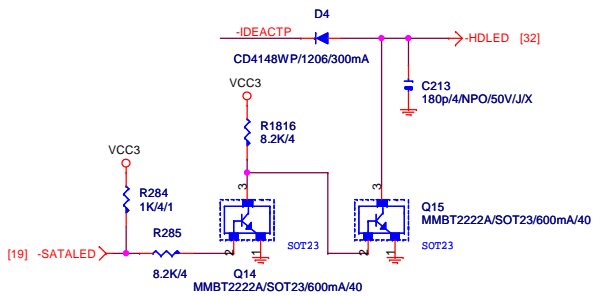 D4
-IDEACTP
-HDLED [32]
CD4148WP/1206/300mA
VCC3
C213
180p/4/NPO/50V/J/X
R1816
8.2K/4
VCC3
R284
1K/4/1
3
3
Q15
MMBT2222A/SOT23/600mA/40
R285
SOT23
SOT23
[19] -SATALED
2
1
2
1
8.2K/4
Q14
MMBT2222A/SOT23/600mA/40